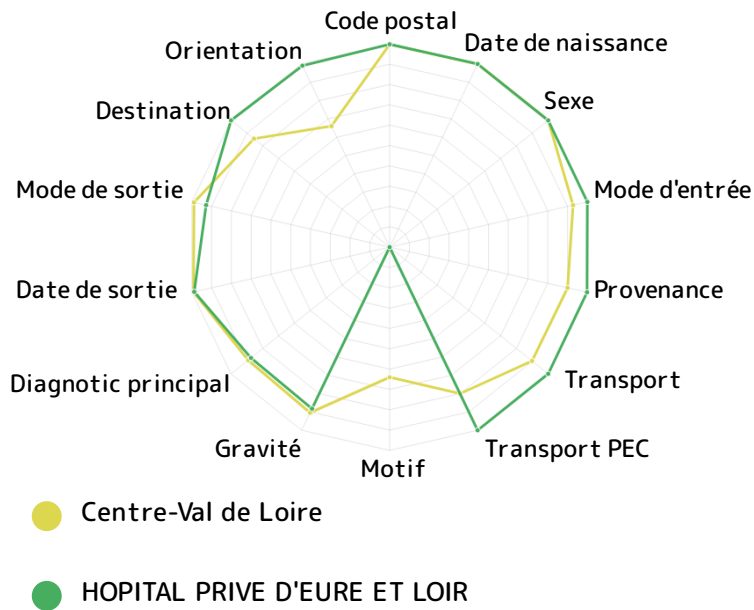 Code postal
Date de naissance
Orientation
Sexe
Destination
Mode de sortie
Mode d'entrée
Date de sortie
Provenance
Diagnotic principal
Transport
Gravité
Transport PEC
Motif
Centre-Val de Loire
HOPITAL PRIVE D'EURE ET LOIR